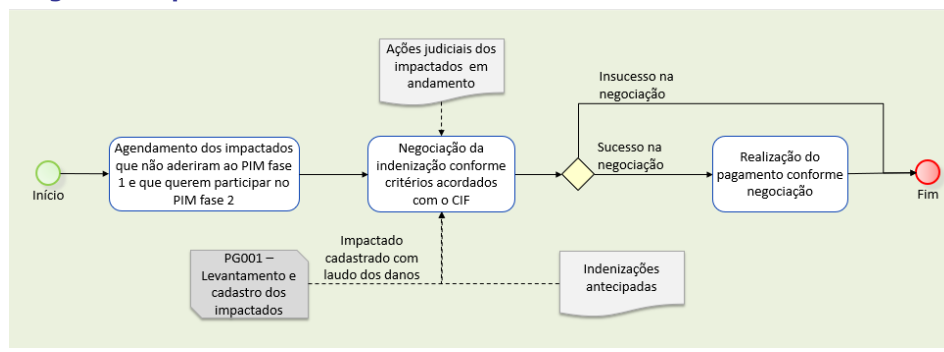 Ações judiciais dos
impactados em
andamento
Insucesso na
negociação
Agendamento dos impactados
que não aderiram ao PIM fase
1 e que querem participar no
PIM fase 2
Negociação da
indenização conforme
critérios acordados
com o CIF
Sucesso na
negociação
Realização do
pagamento conforme
negociação
Início
Fim
PG001 –
Levantamento e
cadastro dos
impactados
Impactado
cadastrado com
laudo dos danos
Indenizações
antecipadas